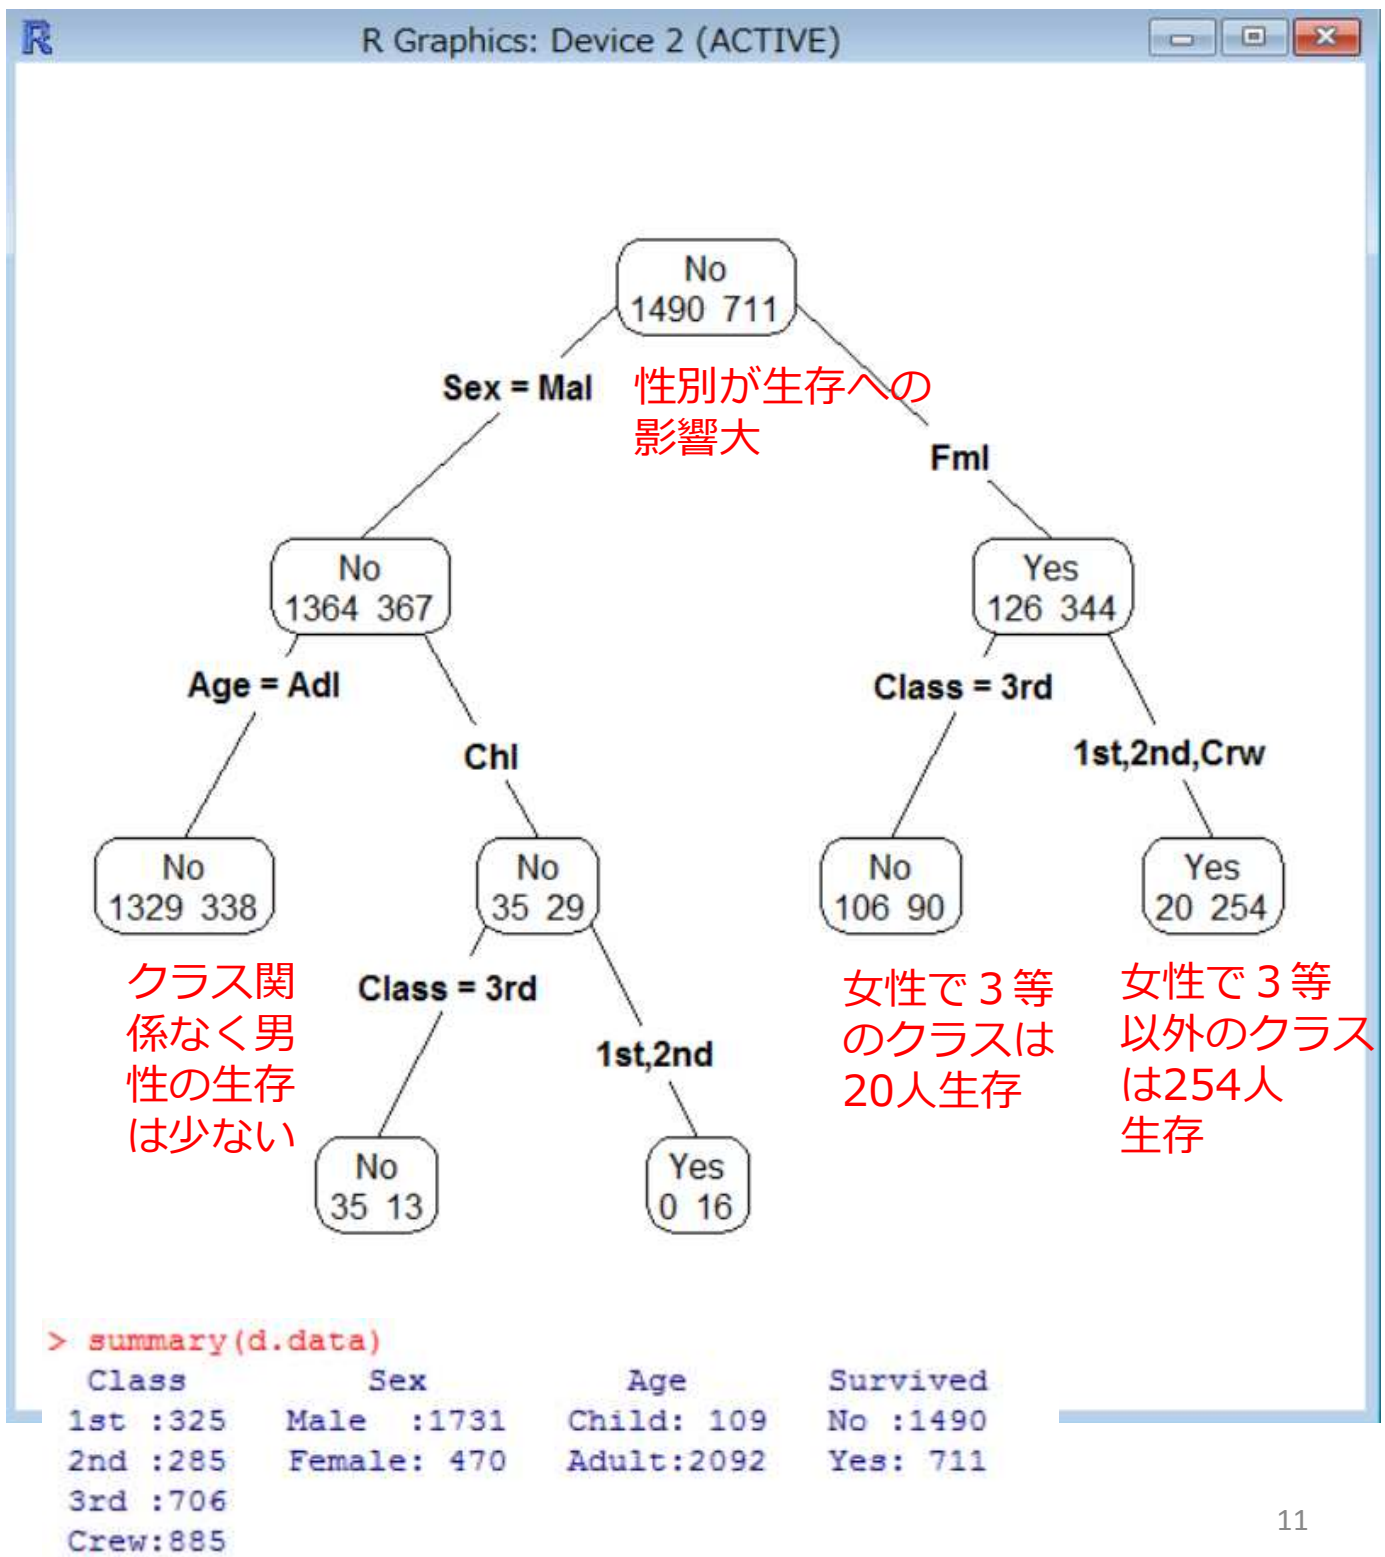 R Graphics: Device 2 (ACTIVE)
No
1490 711
Sex = Mal
性別が生存への
影響大
Fml
No
1364 367
Yes
126 344
Age = Adl
Chl
Class = 3rd
1st,2nd,Crw
No
1329 338
No
35 29
No
106 90
Yes
20 254
クラス関
係なく男
性の生存
は少ない
Class = 3rd
1st,2nd
女性で３等
のクラスは
20人生存
女性で３等
以外のクラス
は254人
生存
No
35 13
Yes
0 16
> summary(d.data)
Class Sex Age Survived
1st :325 Male :1731 Child: 109 No :1490
2nd :285 Female: 470 Adult:2092 Yes: 711
3rd :706
Crew:885
11